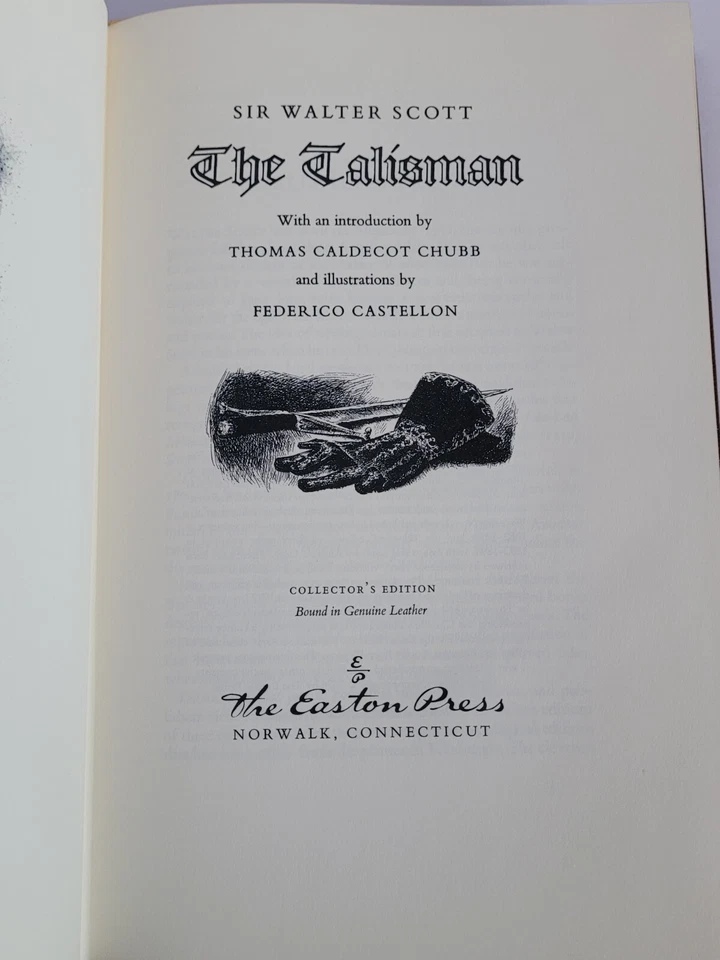 SIR WALTER SCOTT
The Talisman
With an introduction by
THOMAS CALDECOT CHUBB
and illustrations by
FEDERICO CASTELLON
COLLECTOR'S EDITION
Bound in Genuine Leather
E
P
The Easton Press
NORWALK, CONNECTICUT